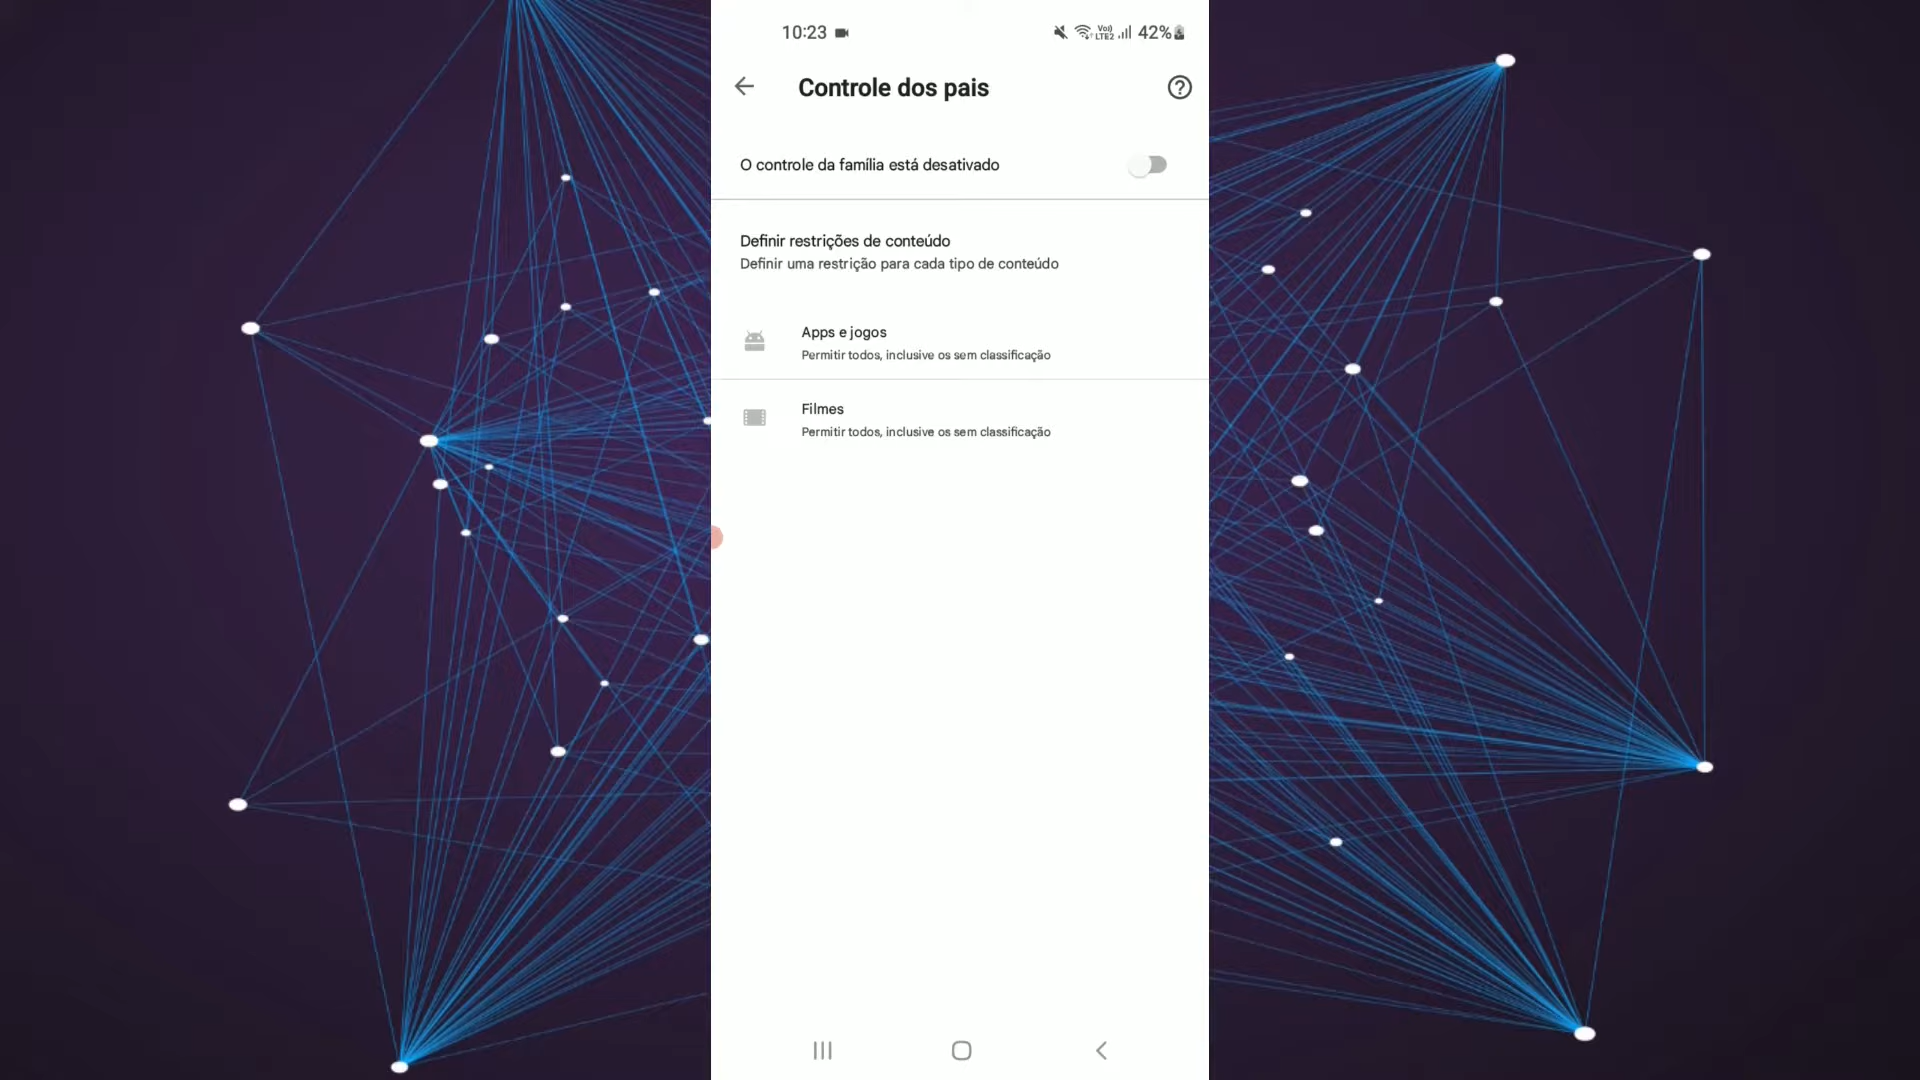 10:23
Vo)) LTE2 42%
Controle dos pais
O controle da família está desativado
Definir restrições de conteúdo
Definir uma restrição para cada tipo de conteúdo
Apps e jogos
Permitir todos, inclusive os sem classificação
Filmes
Permitir todos, inclusive os sem classificação